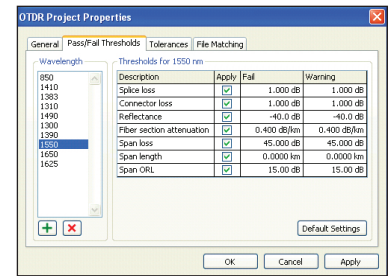 OTDR Project Properties
General Pass/Fail Thresholds Tolerances File Matching
Wavelength
850
1410
1383
1310
1490
1300
1390
1550
1650
1625
Thresholds for 1550 nm
Description Apply Fail Warning
Splice loss 1.000 dB 1.000 dB
Connector loss 1.000 dB 1.000 dB
Reflectance -40.0 dB -40.0 dB
Fiber section attenuation 0.400 dB/km 0.400 dB/km
Span loss 45.000 dB 45.000 dB
Span length 0.0000 km 0.0000 km
Span ORL 15.00 dB 15.00 dB
Default Settings
OK Cancel Apply